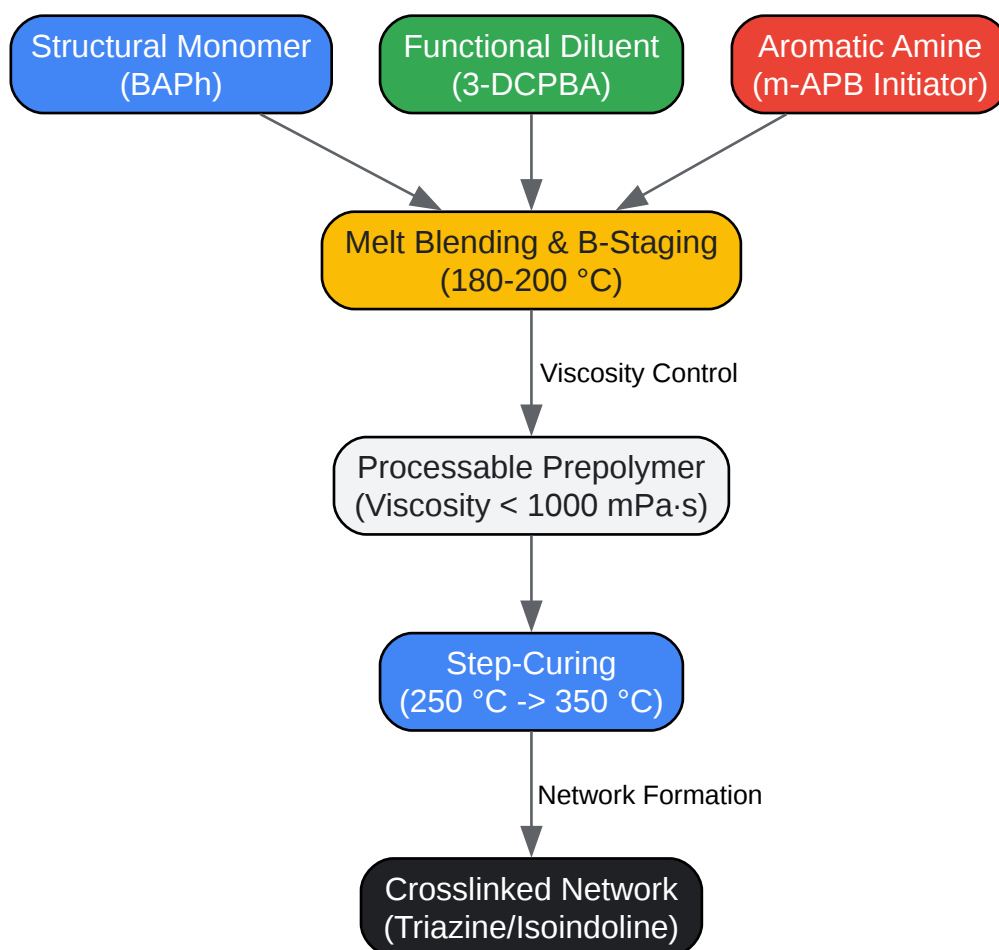 Structural Monomer
(BAPh)
Functional Diluent
(3-DCPBA)
Aromatic Amine
(m-APB Initiator)
Melt Blending & B-Staging
(180-200 °C)
Viscosity Control
Processable Prepolymer
(Viscosity < 1000 mPa·s)
Step-Curing
(250 °C -> 350 °C)
Network Formation
Crosslinked Network
(Triazine/Isoindoline)